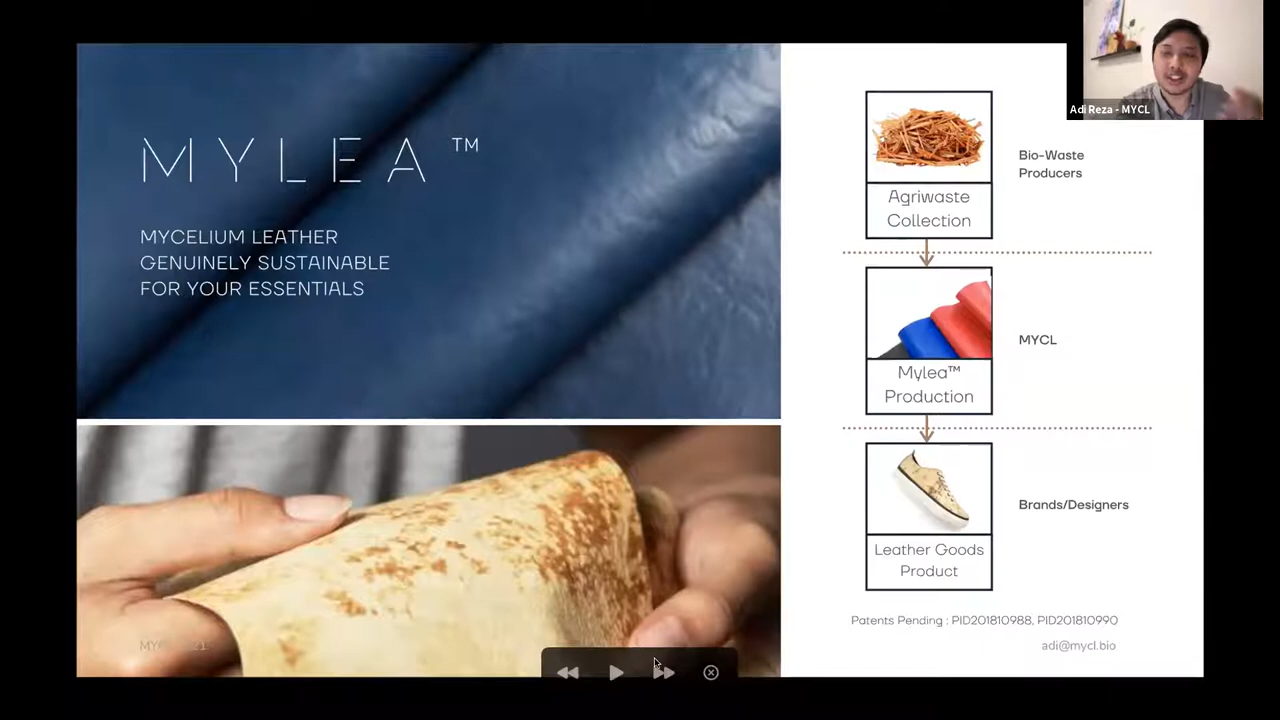 MYLEA™
MYCELIUM LEATHER
GENUINELY SUSTAINABLE
FOR YOUR ESSENTIALS
Agriwaste
Collection
Bio-Waste
Producers
Mylea™
Production
MYCL
Leather Goods
Product
Brands/Designers
Patents Pending : PID201810988, PID201810990
adi@mycl.bio
Adi Reza - MYCL